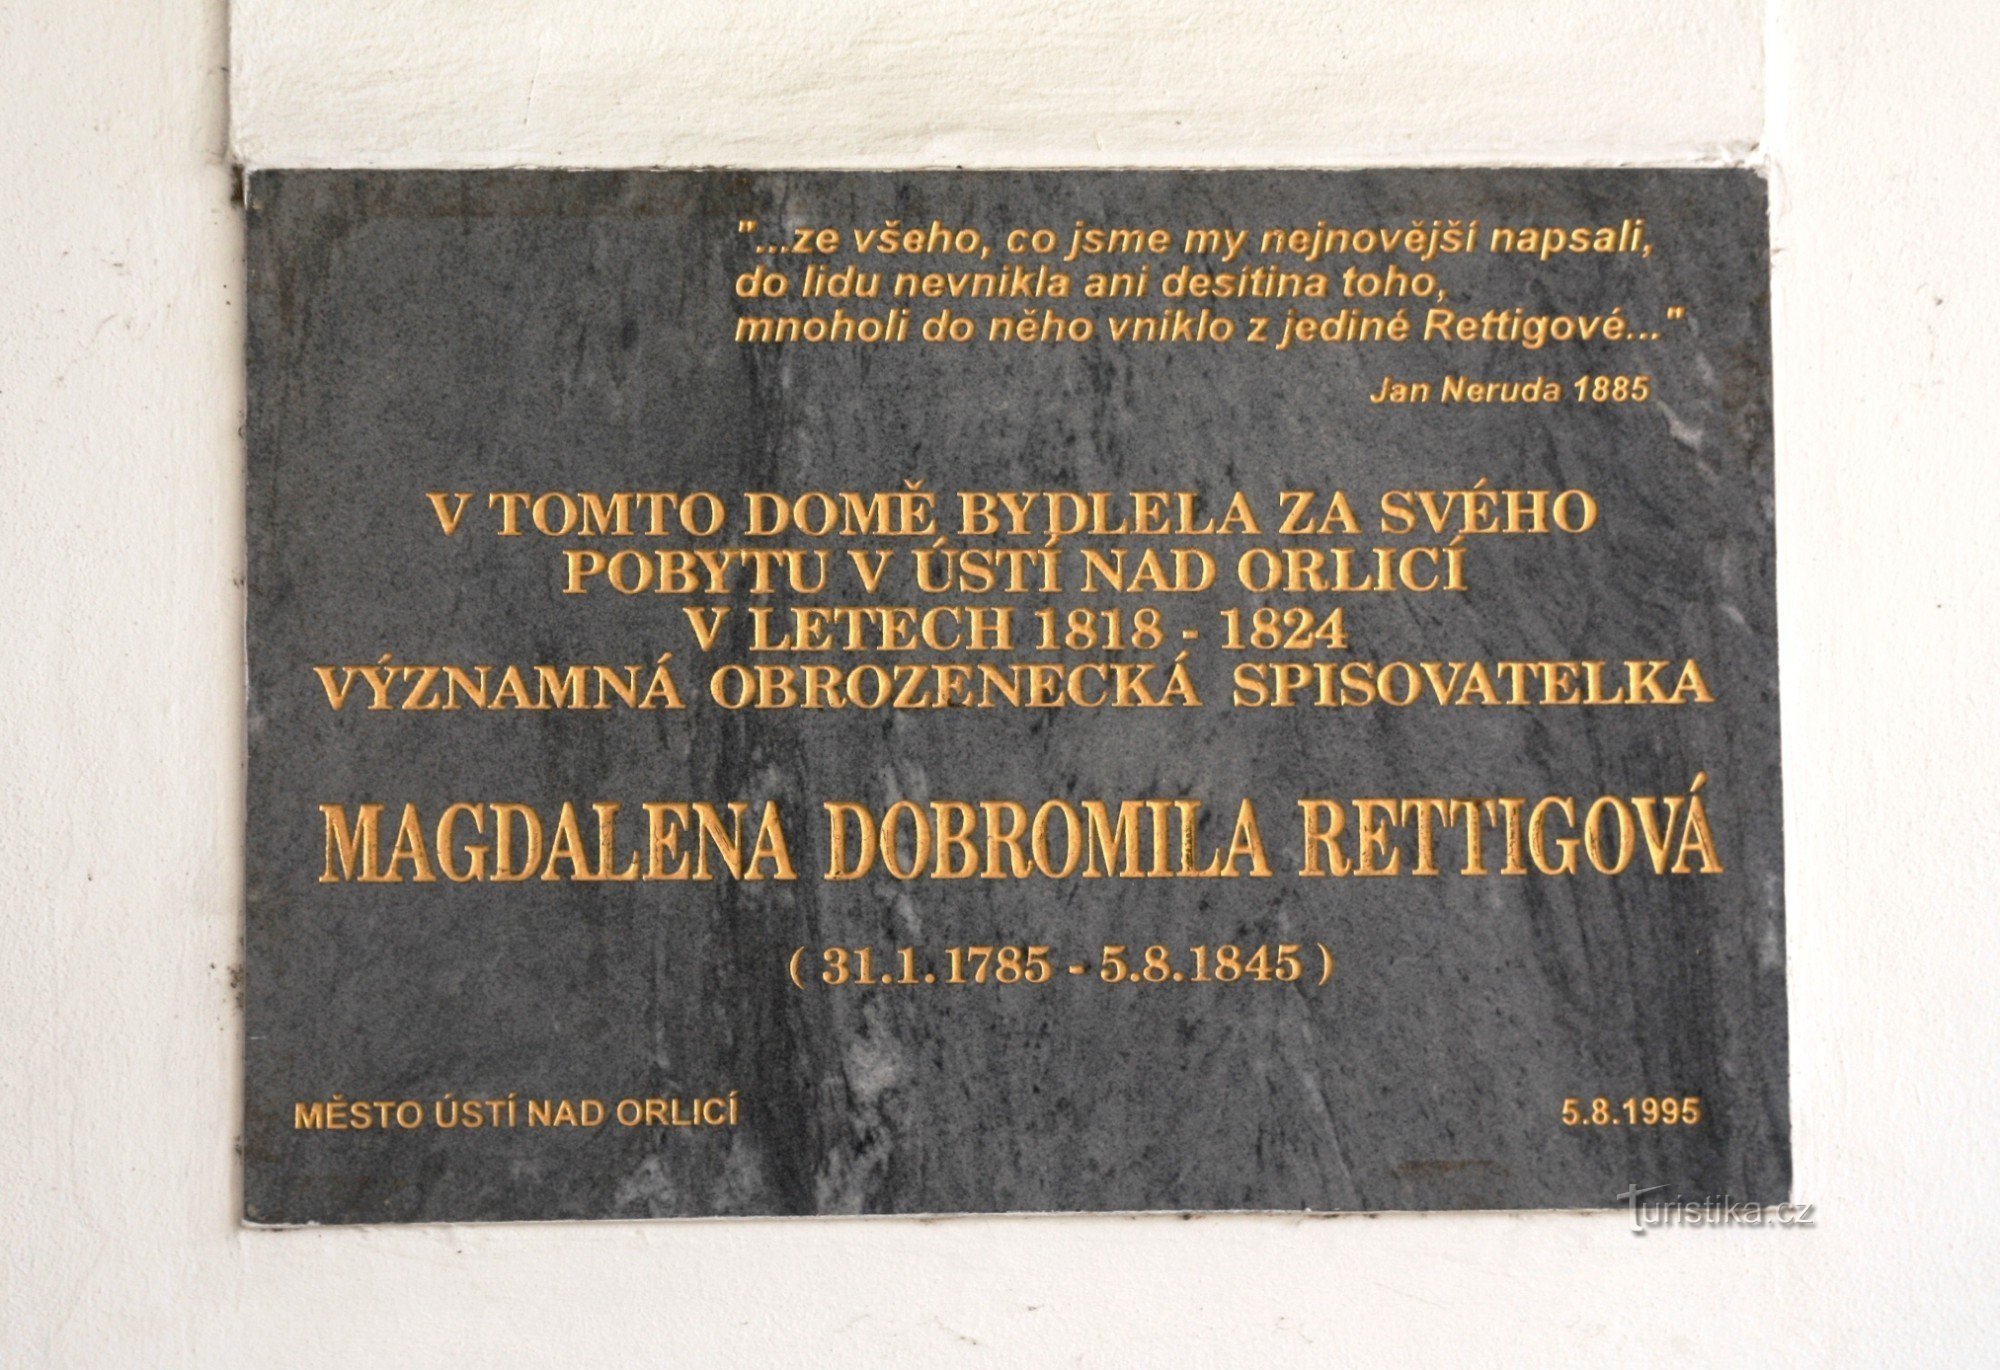 "...ze všeho, co jsme my nejnovější napsali,
do lidu nevnikla ani desítina toho,
mnoholi do něho vniklo z jediné Rettigové..."
Jan Neruda 1885
V TOMTO DOMĚ BYDLELA ZA SVÉHO
POBYTU V ÚSTÍ NAD ORLICÍ
V LETECH 1818 - 1824
VÝZNAMNÁ OBROZENECKÁ SPISOVATELKA
MAGDALENA DOBROMILA RETTIGOVÁ
( 31.1.1785 - 5.8.1845 )
MĚSTO ÚSTÍ NAD ORLICÍ 5.8.1995
Turistika.cz